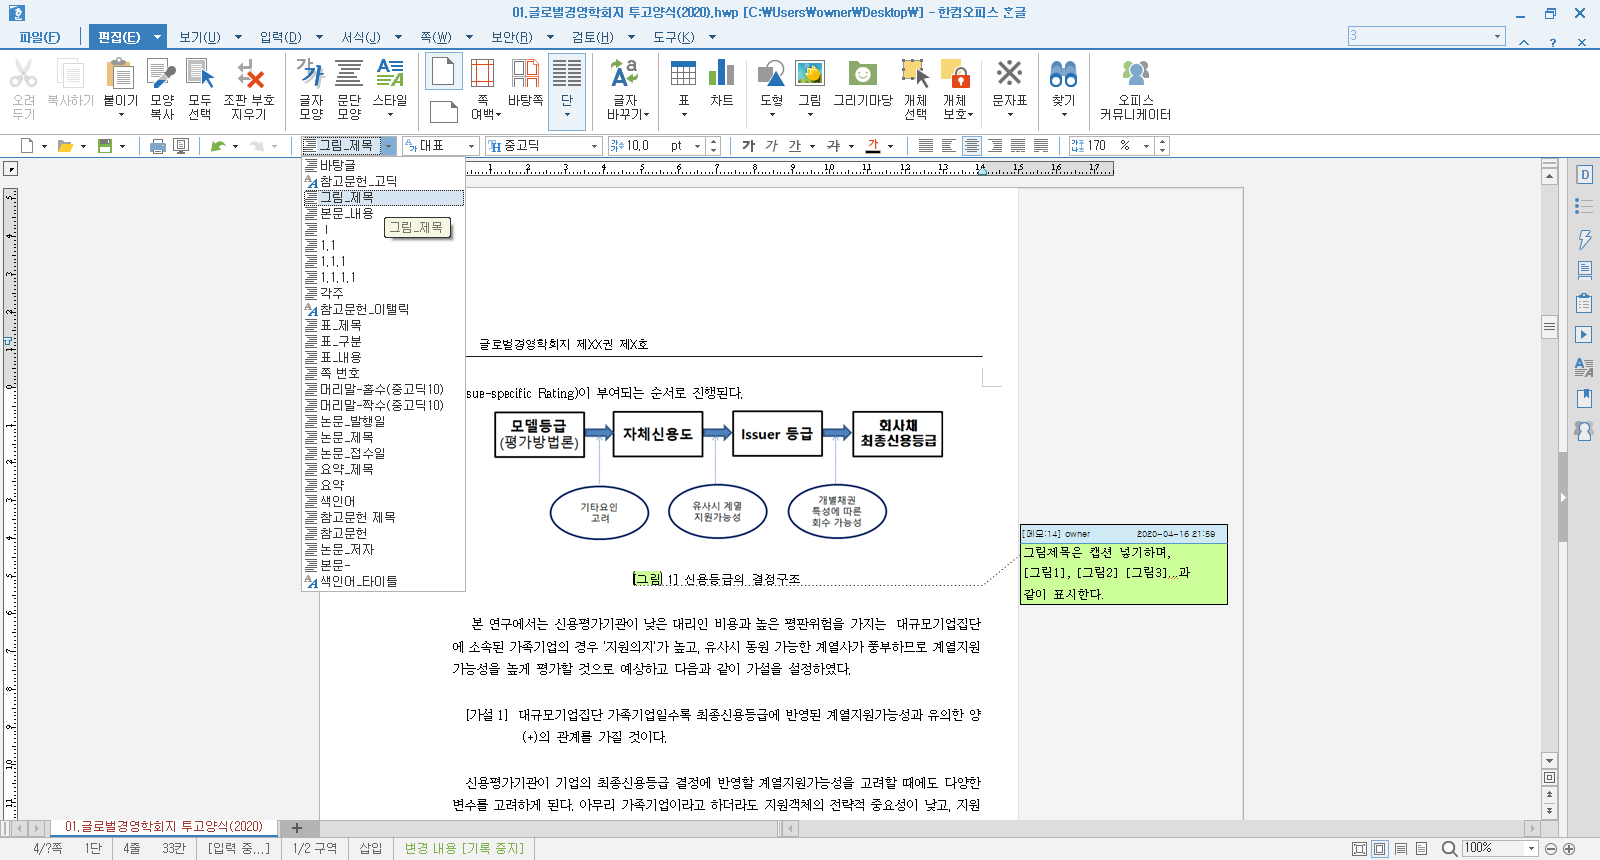 01.글로벌경영학회지 투고양식(2020).hwp [C:₩Users₩owner₩Desktop₩] - 한컴오피스 한글
파일(F) 편집(E) 보기(U) 입력(D) 서식(J) 쪽(W) 보안(R) 검토(H) 도구(K) 3 ?
오려 두기
복사하기
붙이기
모양 복사
모두 선택
조판 부호 지우기
글자 모양
문단 모양
스타일
쪽 여백
바탕쪽
단
글자 바꾸기
표
차트
도형
그림
그리기마당
개체 선택
개체 보호
문자표
찾기
오피스 커뮤니케이터
그림_제목 대표 중고딕 10,0 pt 가 가 가 가 가 170 %
바탕글
참고문헌_고딕
그림_제목
본문_내용
그림_제목
I
1.1
1.1.1
1.1.1.1
각주
참고문헌_이탤릭
표_제목
표_구분
표_내용
쪽 번호
머리말-홀수(중고딕10)
머리말-짝수(중고딕10)
논문_발행일
논문_제목
논문_접수일
요약_제목
요약
색인어
참고문헌 제목
참고문헌
논문_저자
본문-
색인어_타이틀
3 4 5 6 7 8 9 10 11 12 13 14 15 16 17
글로벌경영학회지 제XX권 제X호
sue-specific Rating)이 부여되는 순서로 진행된다.
모델등급
(평가방법론)
자체신용도
Issuer 등급
회사채
최종신용등급
기타요인
고려
유사시 계열
지원가능성
개별채권
특성에 따른
회수 가능성
[그림 1] 신용등급의 결정구조
[메모:14] owner 2020-04-16 21:59
그림제목은 캡션 넣기하며,
[그림1], [그림2] [그림3]...과
같이 표시한다.
본 연구에서는 신용평가기관이 낮은 대리인 비용과 높은 평판위험을 가지는 대규모기업집단
에 소속된 가족기업의 경우 '지원의지'가 높고, 유사시 동원 가능한 계열사가 풍부하므로 계열지원
가능성을 높게 평가할 것으로 예상하고 다음과 같이 가설을 설정하였다.
[가설 1] 대규모기업집단 가족기업일수록 최종신용등급에 반영된 계열지원가능성과 유의한 양
(+)의 관계를 가질 것이다.
신용평가기관이 기업의 최종신용등급 결정에 반영할 계열지원가능성을 고려할 때에도 다양한
변수를 고려하게 된다. 아무리 가족기업이라고 하더라도 지원객체의 전략적 중요성이 낮고, 지원
01.글로벌경영학회지 투고양식(2020)
4/?쪽 1단 4줄 33칸 [입력 중...] 1/2 구역 삽입 변경 내용 [기록 중지] 100%